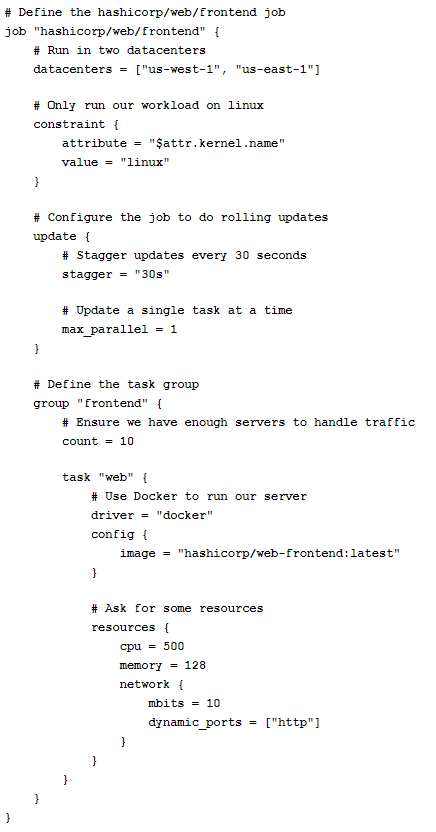 # Define the hashicorp/web/frontend job
job "hashicorp/web/frontend" {
    # Run in two datacenters
    datacenters = ["us-west-1", "us-east-1"]

    # Only run our workload on linux
    constraint {
        attribute = "$attr.kernel.name"
        value = "linux"
    }

    # Configure the job to do rolling updates
    update {
        # Stagger updates every 30 seconds
        stagger = "30s"

        # Update a single task at a time
        max_parallel = 1
    }

    # Define the task group
    group "frontend" {
        # Ensure we have enough servers to handle traffic
        count = 10

        task "web" {
            # Use Docker to run our server
            driver = "docker"
            config {
                image = "hashicorp/web-frontend:latest"
            }

            # Ask for some resources
            resources {
                cpu = 500
                memory = 128
                network {
                    mbits = 10
                    dynamic_ports = ["http"]
                }
            }
        }
    }
}